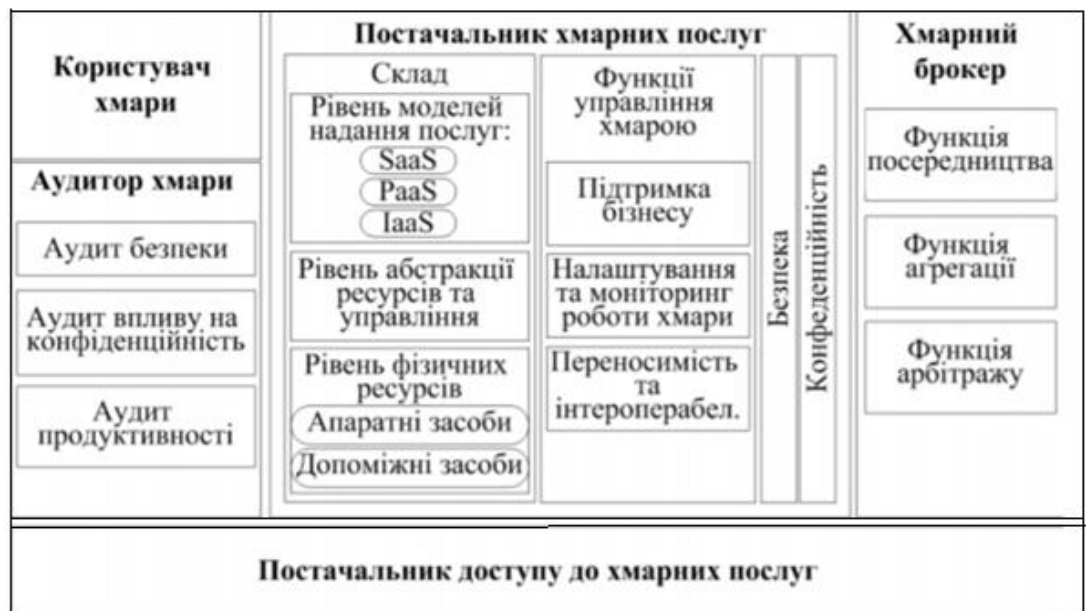 Користувач
хмари
Аудитор хмари
Аудит безпеки
Аудит впливу на
конфіденційність
Аудит
продуктивності
Постачальник хмарних послуг
Склад
Рівень моделей
надання послуг:
SaaS
PaaS
IaaS
Рівень абстракції
ресурсів та
управління
Рівень фізичних
ресурсів
Апаратні засоби
Допоміжні засоби
Функції
управління
хмарою
Підтримка
бізнесу
Налаштування
та моніторинг
роботи хмари
Переносимість
та
інтероперабел.
Безпека
Конфеденційність
Хмарний
брокер
Функція
посередництва
Функція
агрегації
Функція
арбітражу
Постачальник доступу до хмарних послуг